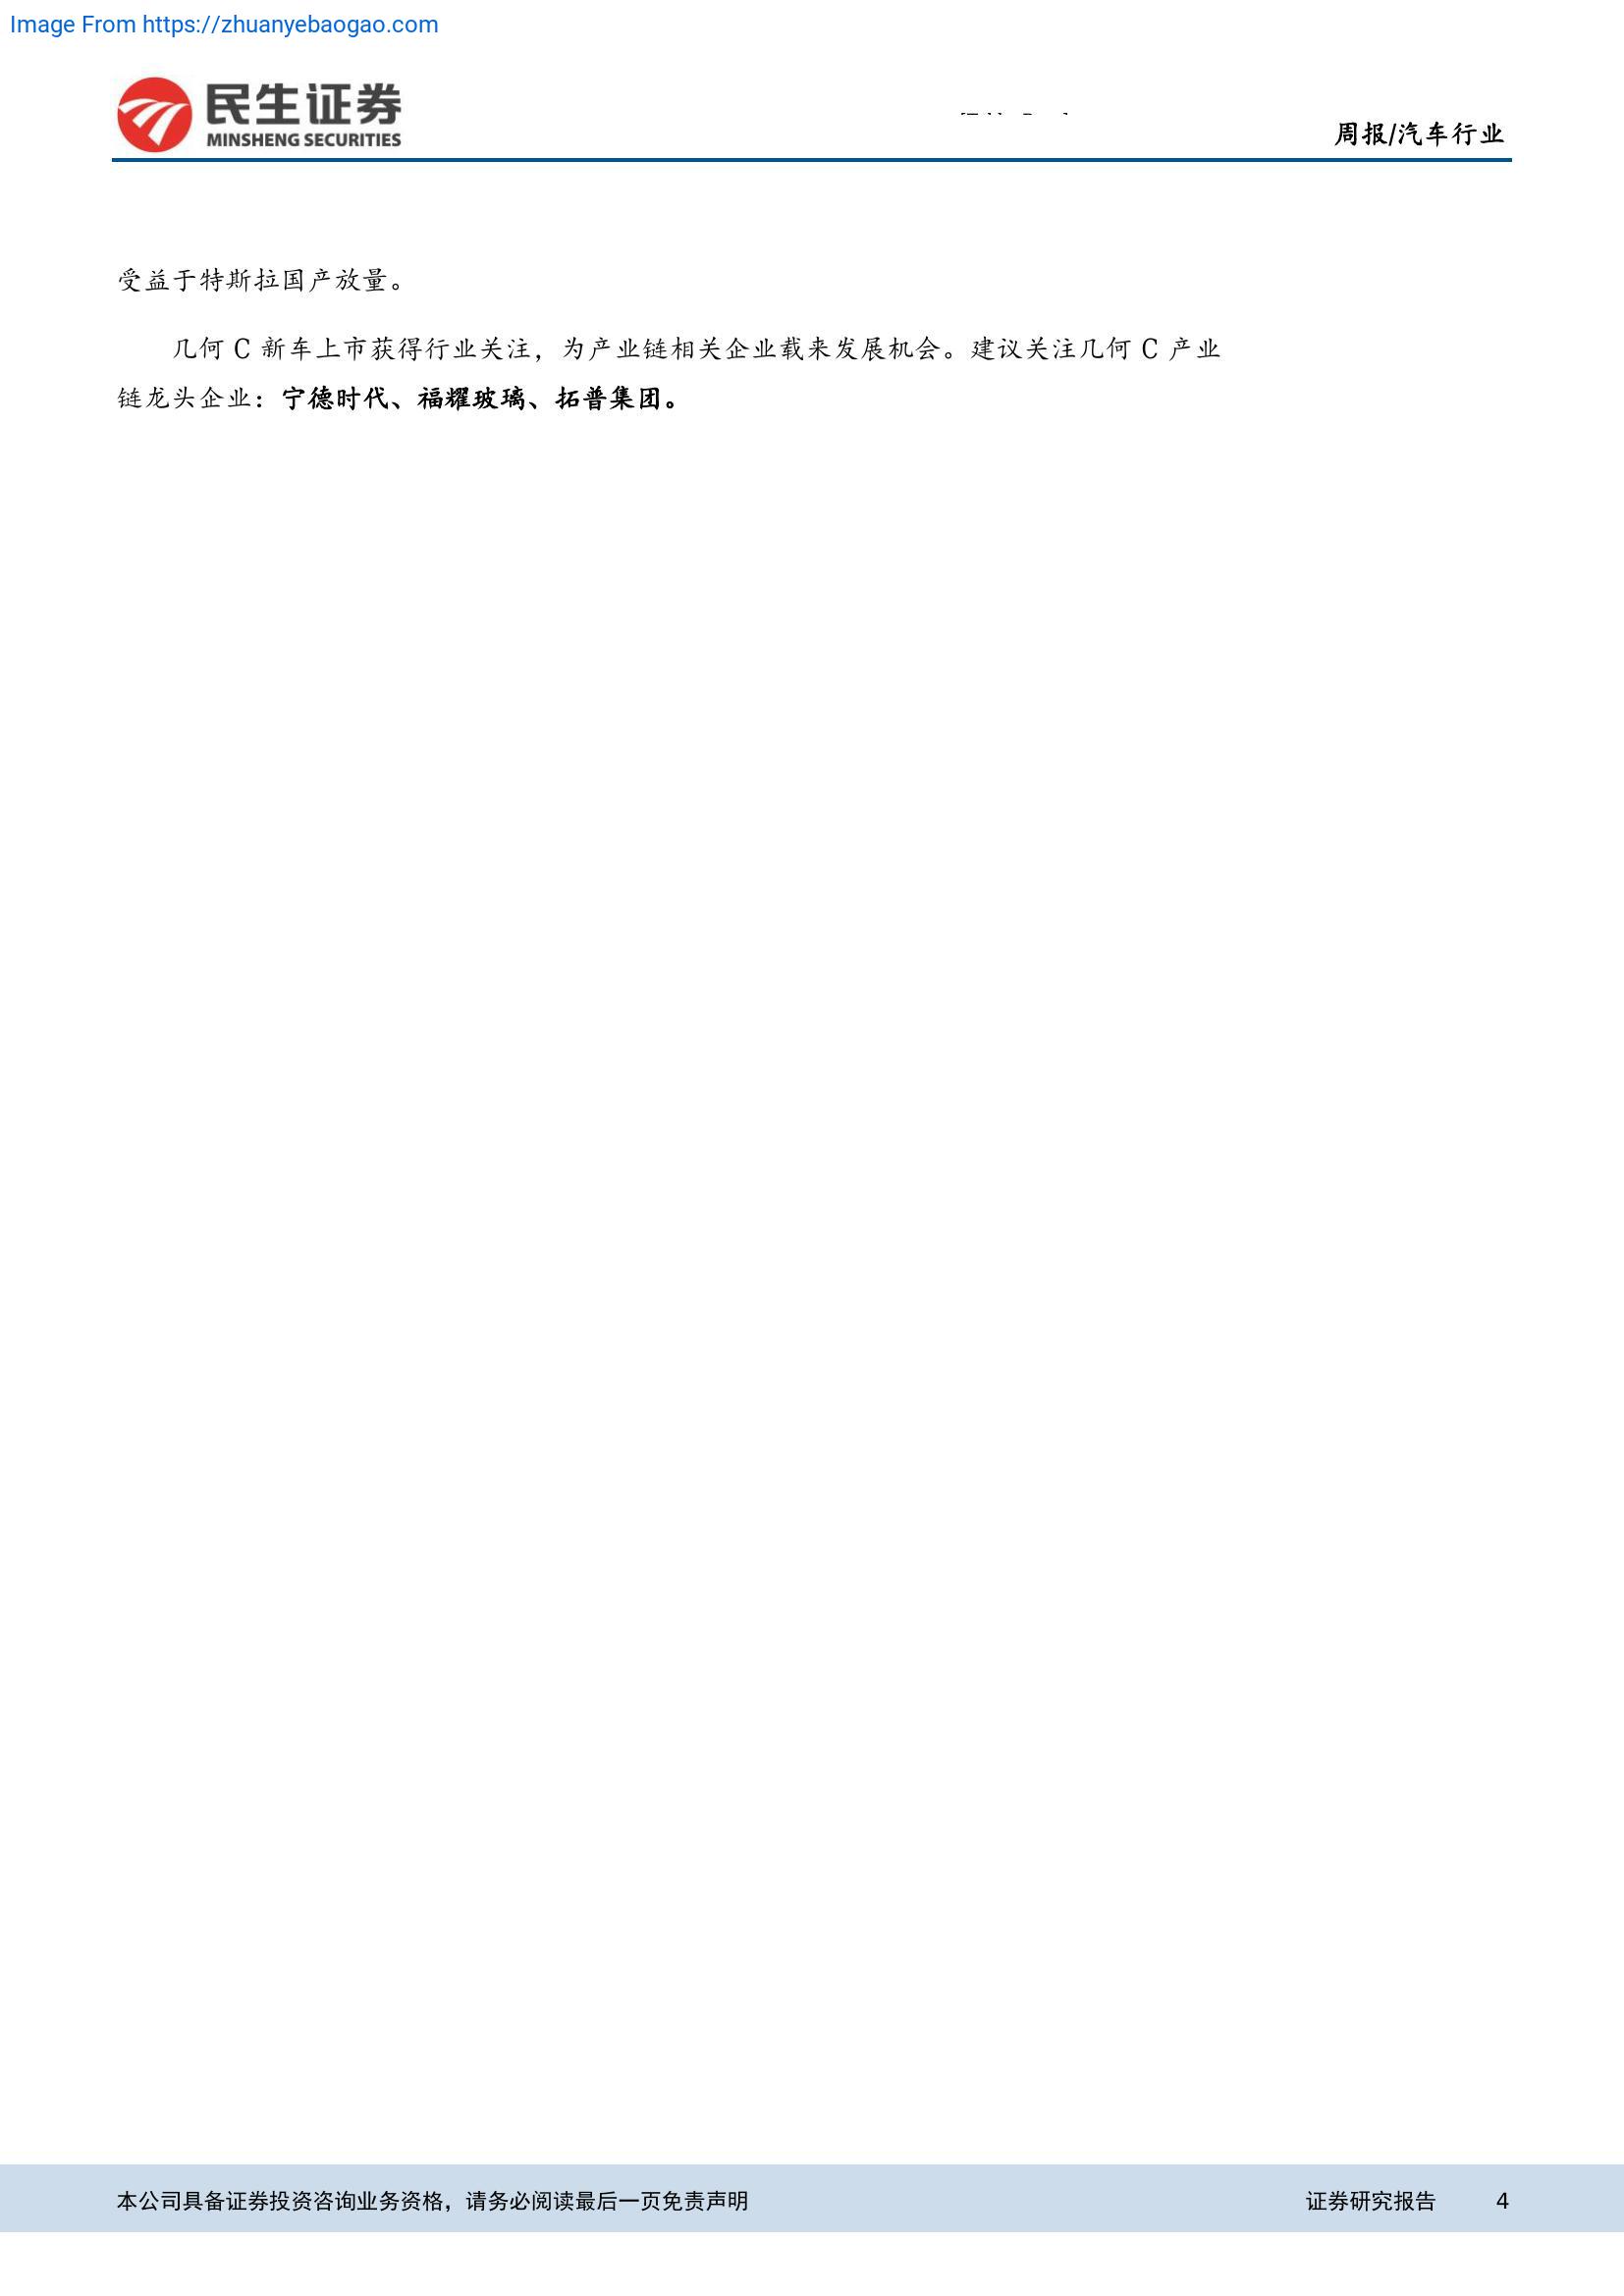 Image From https://zhuanyebaogao.com
民生证券
MINSHENG SECURITIES
周报/汽车行业
受益于特斯拉国产放量。
几何 C 新车上市获得行业关注，为产业链相关企业载来发展机会。建议关注几何 C 产业
链龙头企业：宁德时代、福耀玻璃、拓普集团。
本公司具备证券投资咨询业务资格，请务必阅读最后一页免责声明
证券研究报告 4